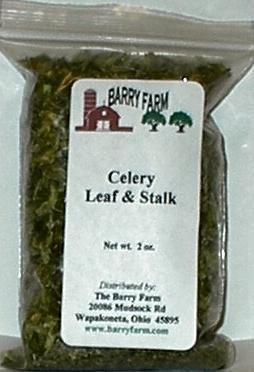 BARRY FARM
Celery
Leaf & Stalk
Net wt. 2 oz.
Distributed by:
The Barry Farm
20086 Mudsock Rd
Wapakoneta, Ohio 45895
www.barryfarm.com